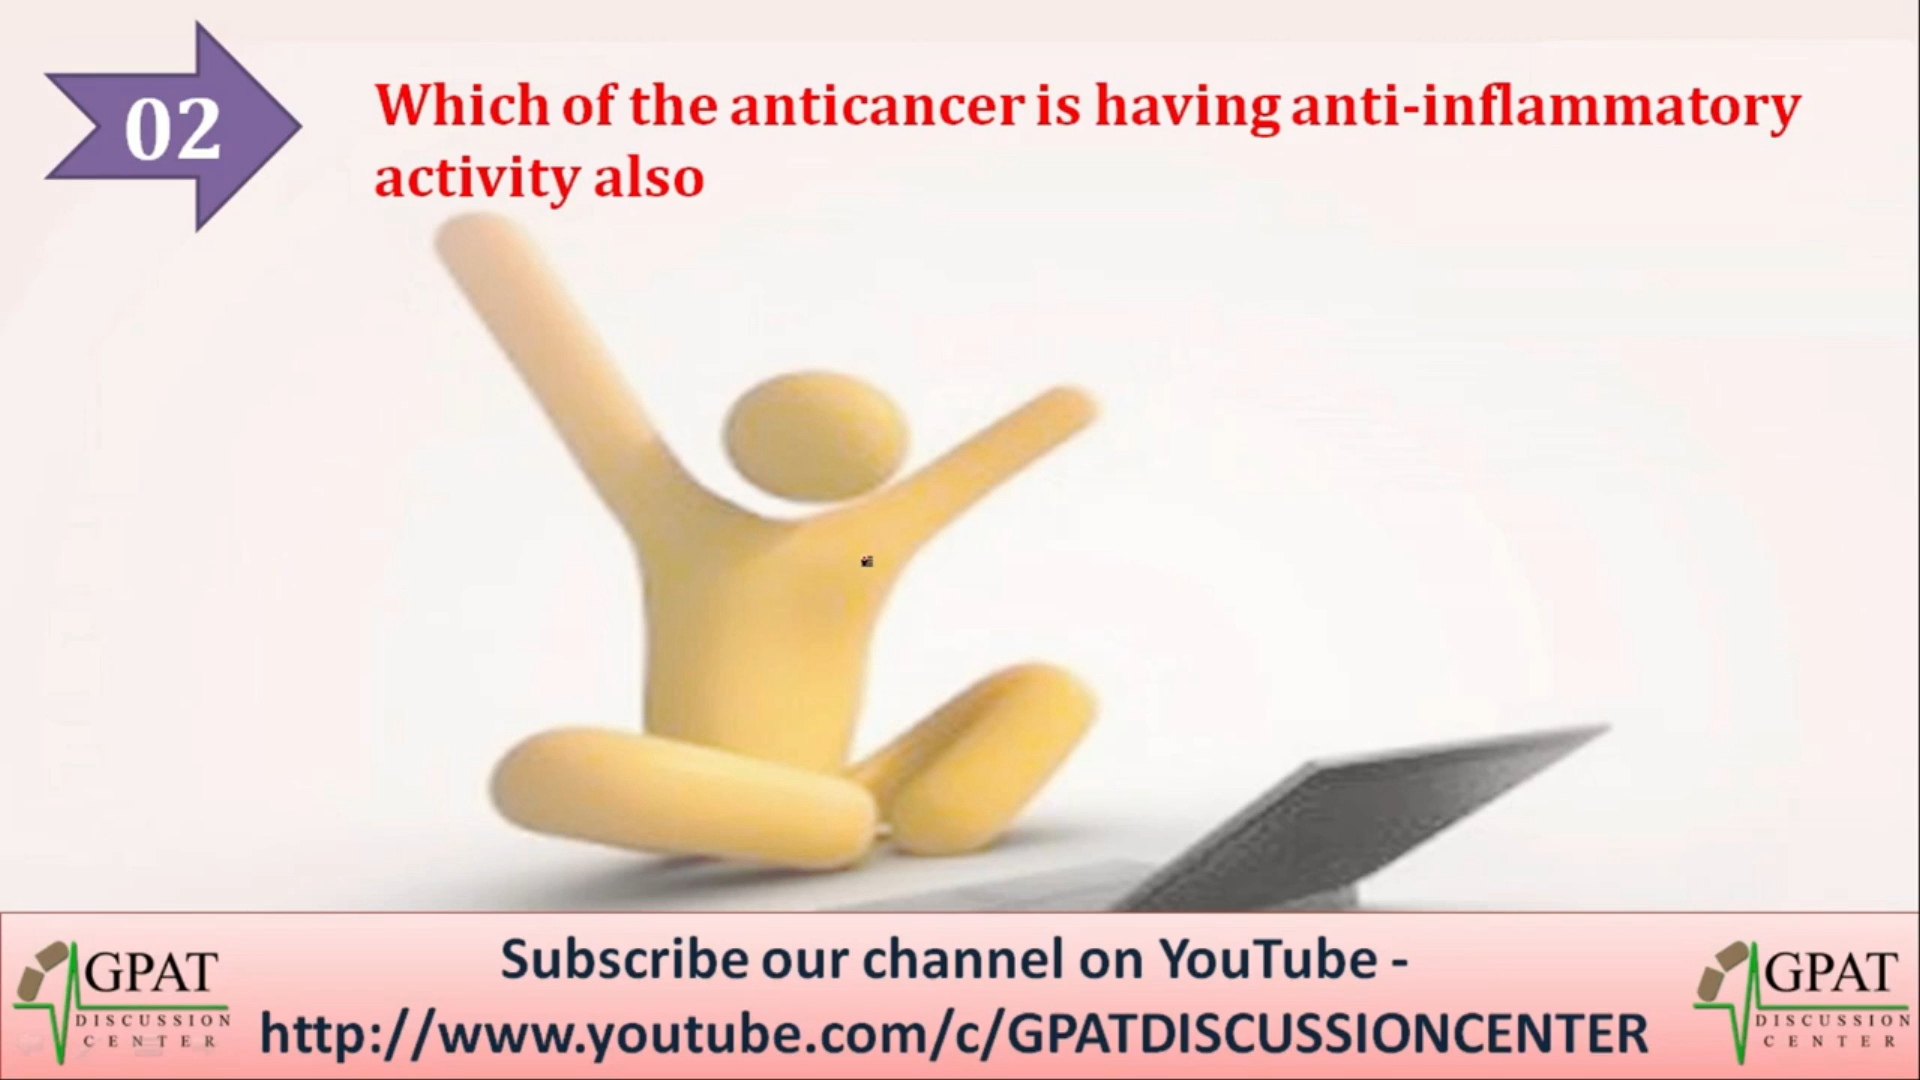 02
Which of the anticancer is having anti-inflammatory
activity also
GPAT
DISCUSSION
CENTER
Subscribe our channel on YouTube -
http://www.youtube.com/c/GPATDISCUSSIONCENTER
GPAT
DISCUSSION
CENTER